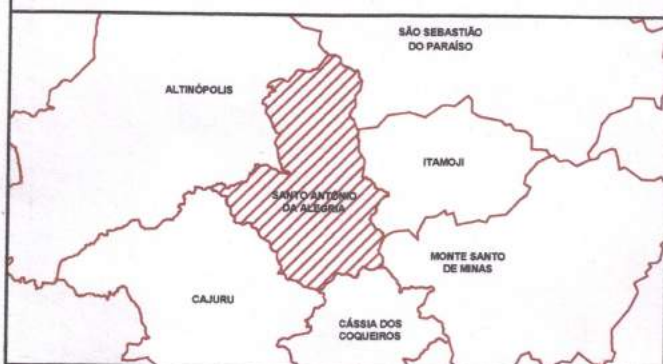 SÃO SEBASTIÃO
DO PARAÍSO
ALTINÓPOLIS
ITAMOJI
SANTO ANTÔNIO
DA ALEGRIA
MONTE SANTO
DE MINAS
CAJURU
CÁSSIA DOS
COQUEIROS